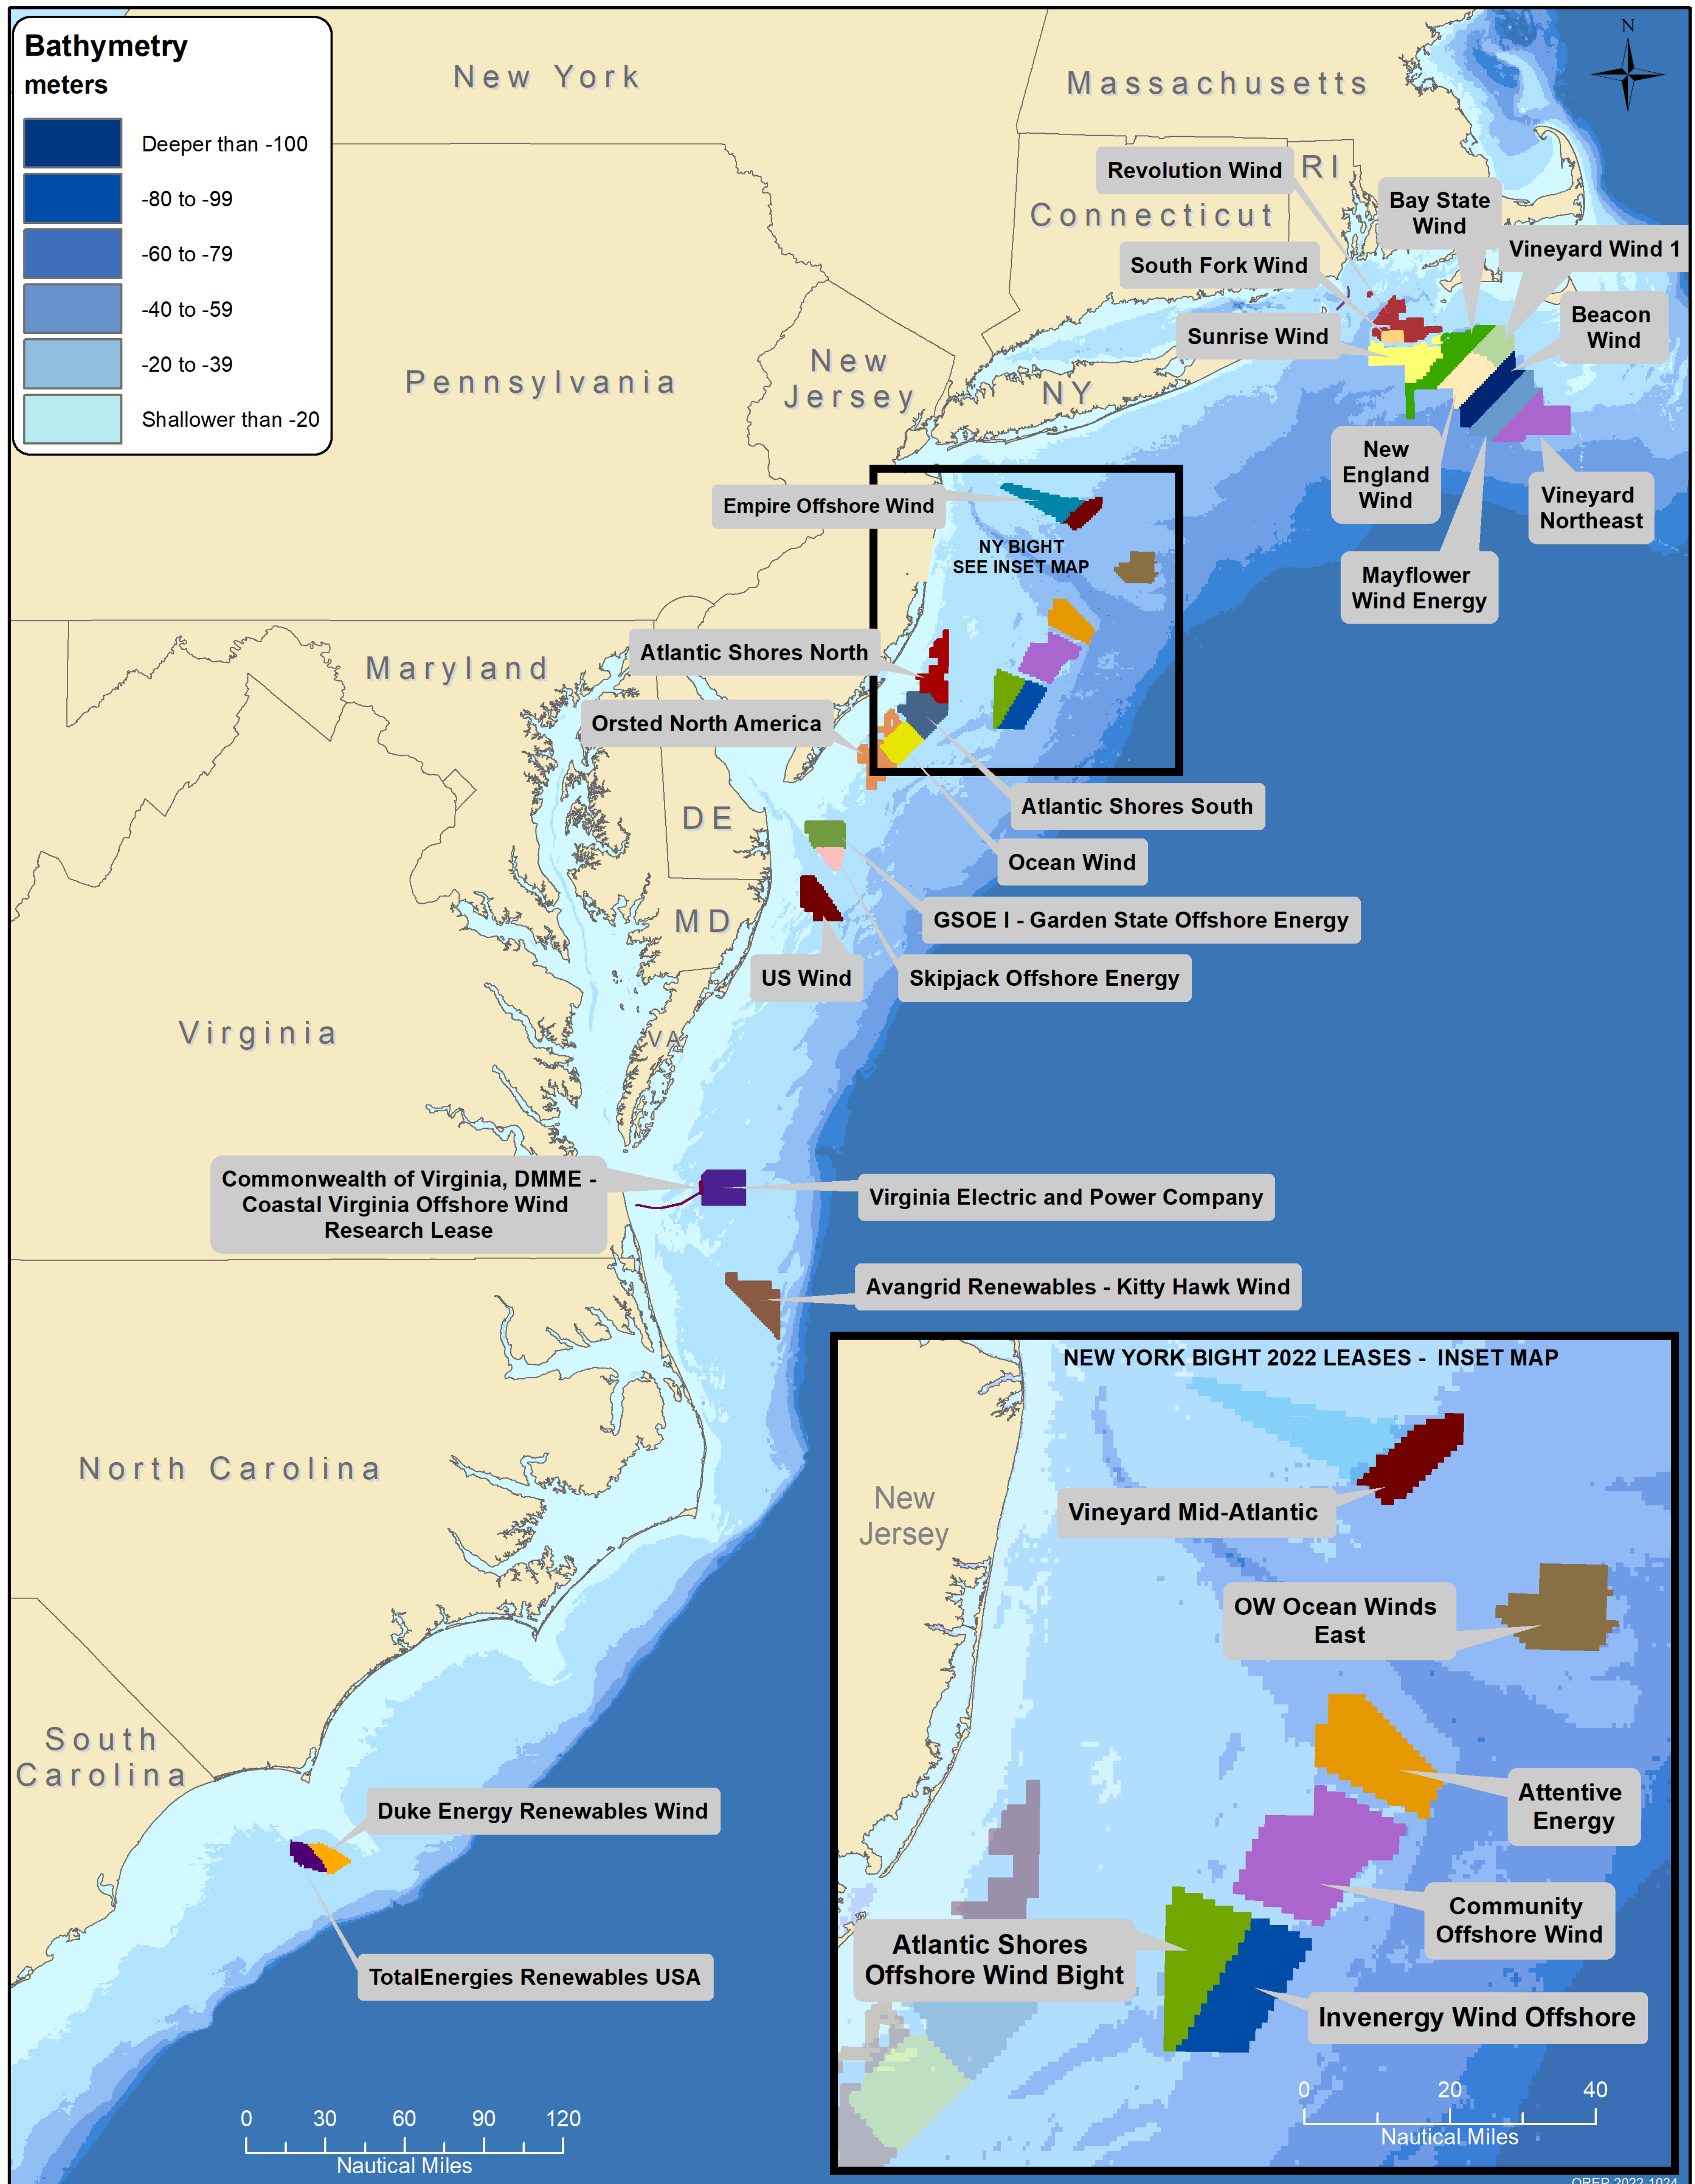 Bathymetry
meters
Deeper than -100
-80 to -99
-60 to -79
-40 to -59
-20 to -39
Shallower than -20
N
New York
Massachusetts
Revolution Wind
RI
Connecticut
Bay State
Wind
Vineyard Wind 1
South Fork Wind
Beacon
Wind
Sunrise Wind
New
Jersey
Pennsylvania
NY
New
England
Wind
Vineyard
Northeast
Mayflower
Wind Energy
Empire Offshore Wind
NY BIGHT
SEE INSET MAP
Atlantic Shores North
Maryland
Orsted North America
Atlantic Shores South
DE
Ocean Wind
GSOE I - Garden State Offshore Energy
MD
US Wind
Skipjack Offshore Energy
Virginia
VA
Commonwealth of Virginia, DMME -
Coastal Virginia Offshore Wind
Research Lease
Virginia Electric and Power Company
Avangrid Renewables - Kitty Hawk Wind
North Carolina
South
Carolina
Duke Energy Renewables Wind
TotalEnergies Renewables USA
0 30 60 90 120
Nautical Miles
NEW YORK BIGHT 2022 LEASES - INSET MAP
New
Jersey
Vineyard Mid-Atlantic
OW Ocean Winds
East
Attentive
Energy
Community
Offshore Wind
Atlantic Shores
Offshore Wind Bight
Invenergy Wind Offshore
0 20 40
Nautical Miles
OREP-2022-1024